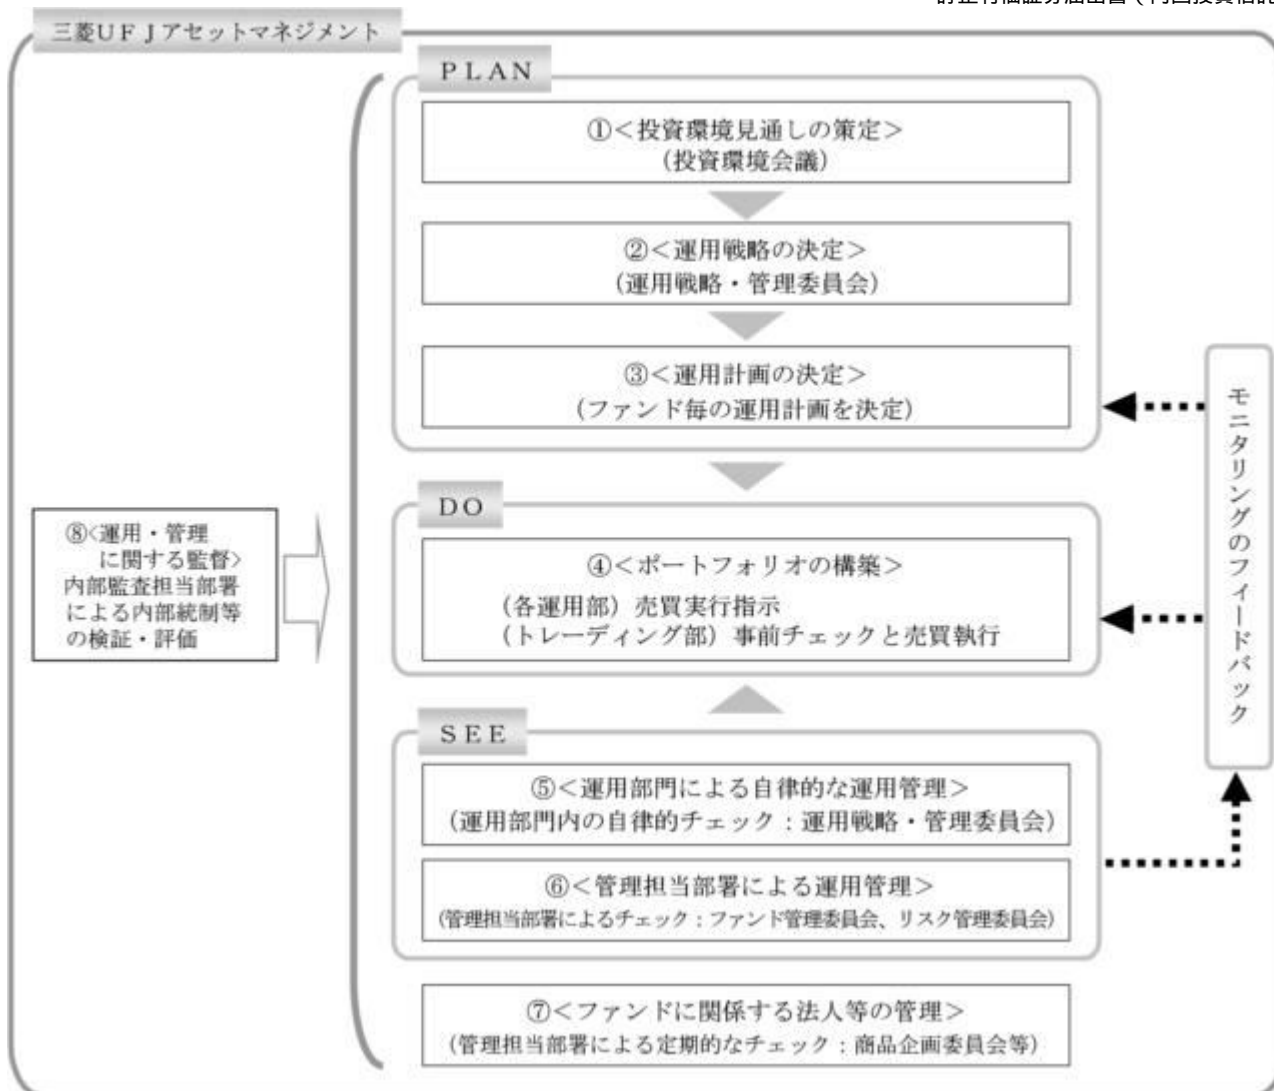 三菱UFJアセットマネジメント
PLAN
①＜投資環境見通しの策定＞
(投資環境会議)
②＜運用戦略の決定＞
(運用戦略・管理委員会)
③＜運用計画の決定＞
(ファンド毎の運用計画を決定)
DO
④＜ポートフォリオの構築＞
(各運用部) 売買実行指示
(トレーディング部) 事前チェックと売買執行
SEE
⑤＜運用部門による自律的な運用管理＞
(運用部門内の自律的チェック：運用戦略・管理委員会)
⑥＜管理担当部署による運用管理＞
(管理担当部署によるチェック：ファンド管理委員会、リスク管理委員会)
⑦＜ファンドに関係する法人等の管理＞
(管理担当部署による定期的なチェック：商品企画委員会等)
⑧＜運用・管理
に関する監督＞
内部監査担当部署
による内部統制等
の検証・評価
モニタリングのフィードバック